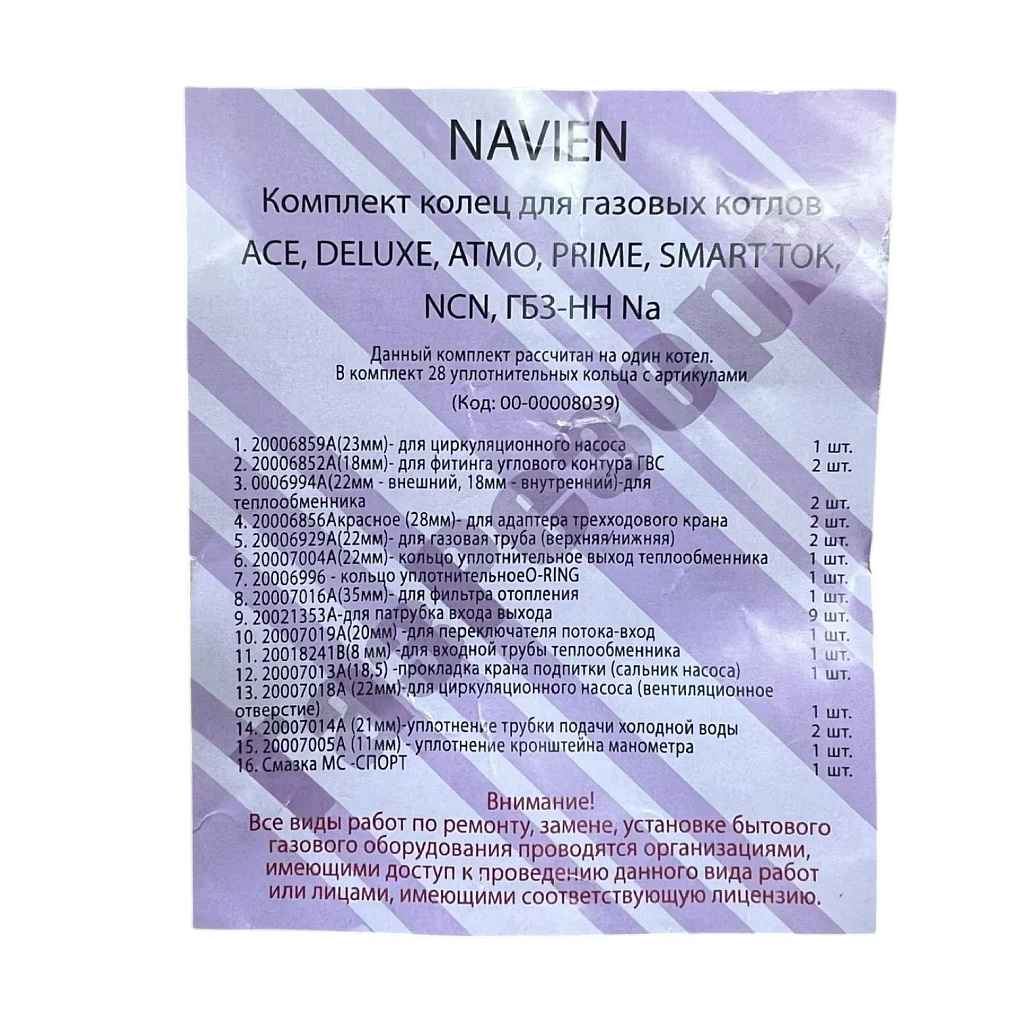 NAVIEN
Комплект колец для газовых котлов
ACE, DELUXE, ATMO, PRIME, SMART TOK,
NCN, ГБЗ-НН Na
Данный комплект рассчитан на один котел.
В комплект 28 уплотнительных кольца с артикулами
(Код: 00-00008039)
1. 20006859A(23мм)- для циркуляционного насоса 1 шт.
2. 20006852A(18мм)- для фитинга углового контура ГВС 2 шт.
3. 0006994A(22мм - внешний, 18мм - внутренний)-для
теплообменника 2 шт.
4. 20006856Aкрасное (28мм)- для адаптера трехходового крана 2 шт.
5. 20006929A(22мм)- для газовая труба (верхняя/нижняя) 2 шт.
6. 20007004A(22мм)- кольцо уплотнительное выход теплообменника 1 шт.
7. 20006996 - кольцо уплотнительноеO-RING 1 шт.
8. 20007016A(35мм)- для фильтра отопления 1 шт.
9. 20021353A-для патрубка входа выхода 9 шт.
10. 20007019A(20мм) -для переключателя потока-вход 1 шт.
11. 20018241B(8 мм) -для входной трубы теплообменника 1 шт.
12. 20007013A(18,5) -прокладка крана подпитки (сальник насоса) 1 шт.
13. 20007018A (22мм)-для циркуляционного насоса (вентиляционное
отверстие) 1 шт.
14. 20007014A (21мм)-уплотнение трубки подачи холодной воды 2 шт.
15. 20007005A (11мм) - уплотнение кронштейна манометра 1 шт.
16. Смазка МС -СПОРТ 1 шт.
Внимание!
Все виды работ по ремонту, замене, установке бытового
газового оборудования проводятся организациями,
имеющими доступ к проведению данного вида работ
или лицами, имеющими соответствующую лицензию.